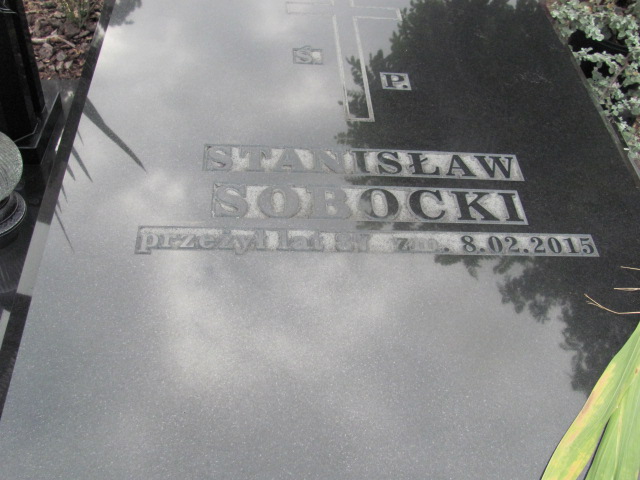 Ś. P.
STANISŁAW
SOBOCKI
przeżył lat zm. 8.02.2015